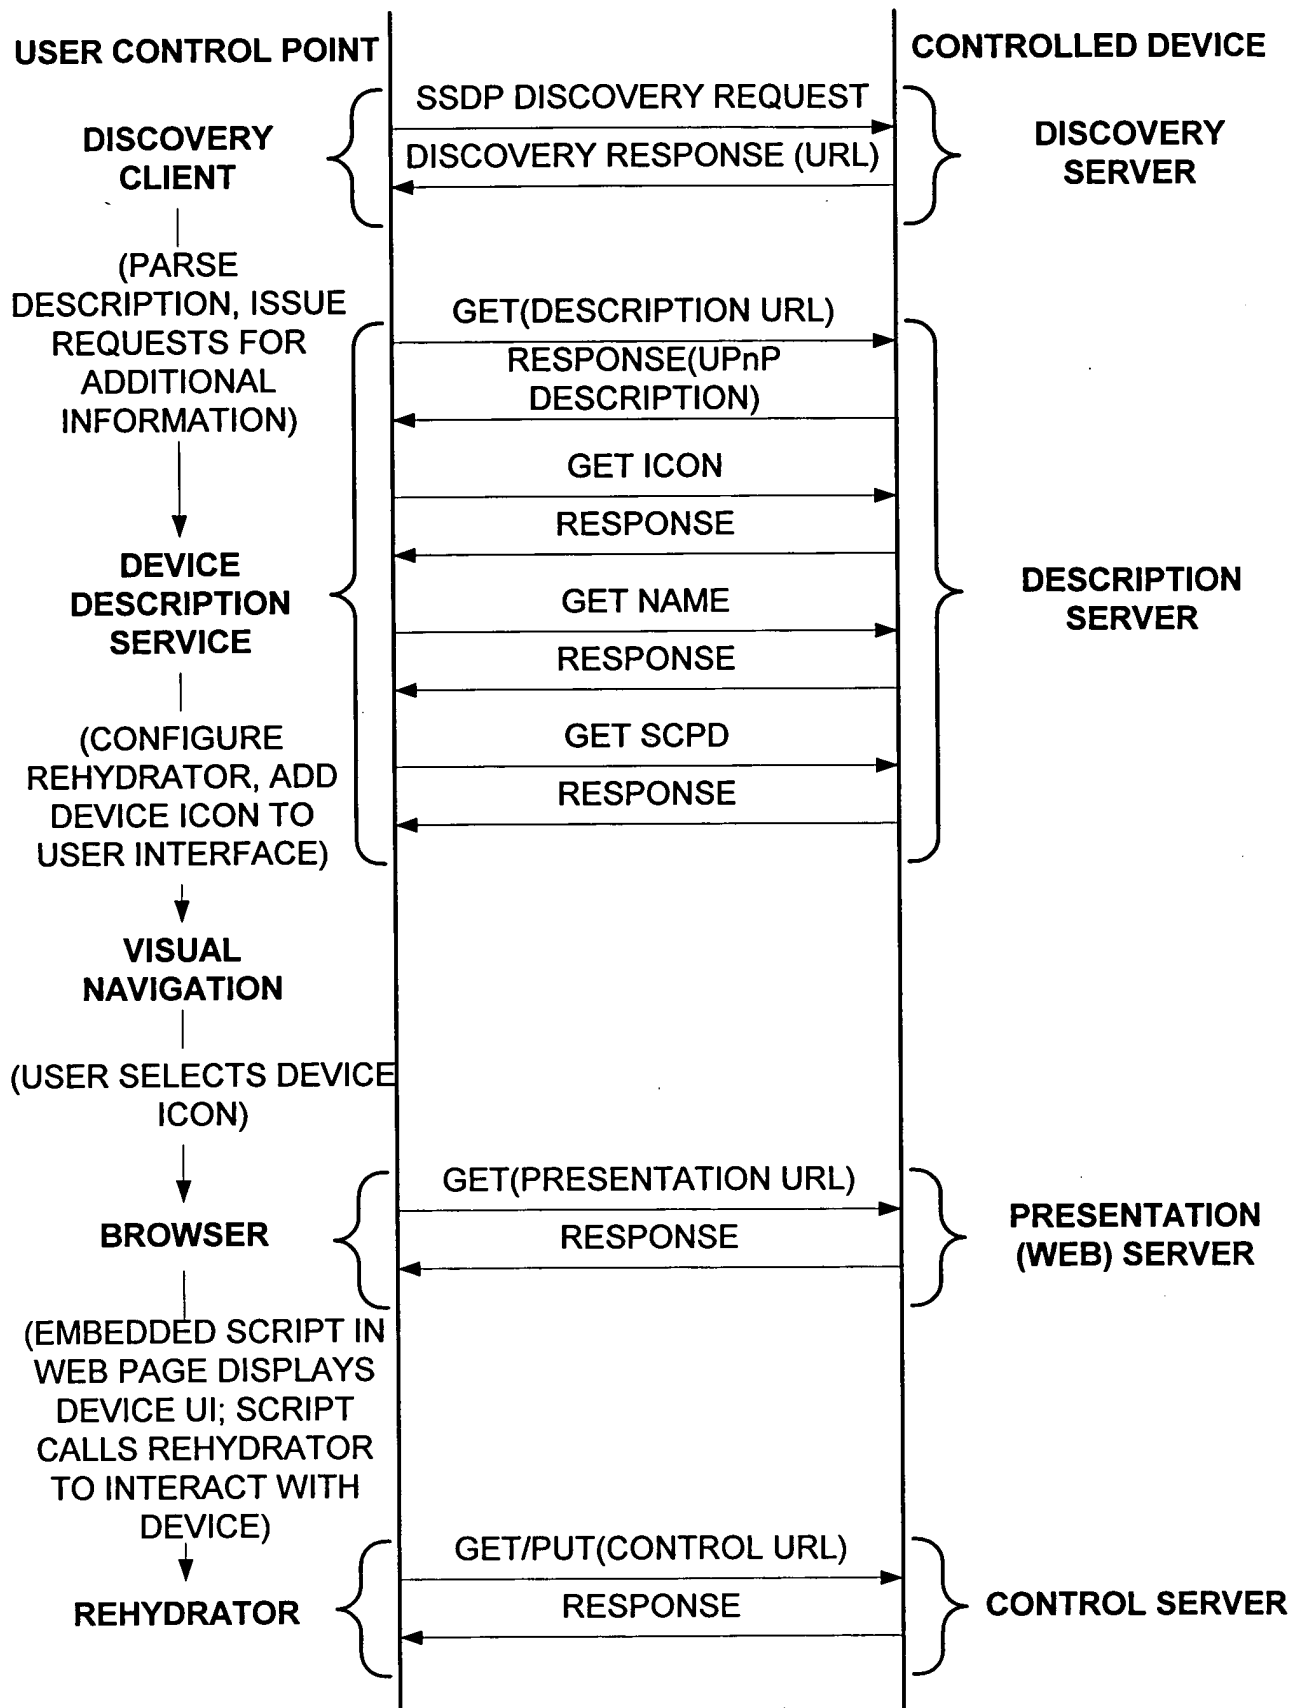 USER CONTROL POINT
CONTROLLED DEVICE
SSDP DISCOVERY REQUEST
DISCOVERY
CLIENT
DISCOVERY RESPONSE (URL)
DISCOVERY
SERVER
(PARSE
DESCRIPTION, ISSUE
REQUESTS FOR
ADDITIONAL
INFORMATION)
GET(DESCRIPTION URL)
RESPONSE(UPnP
DESCRIPTION)
GET ICON
RESPONSE
DEVICE
DESCRIPTION
SERVICE
GET NAME
RESPONSE
DESCRIPTION
SERVER
(CONFIGURE
REHYDRATOR, ADD
DEVICE ICON TO
USER INTERFACE)
GET SCPD
RESPONSE
VISUAL
NAVIGATION
(USER SELECTS DEVICE
ICON)
GET(PRESENTATION URL)
BROWSER
RESPONSE
PRESENTATION
(WEB) SERVER
(EMBEDDED SCRIPT IN
WEB PAGE DISPLAYS
DEVICE UI; SCRIPT
CALLS REHYDRATOR
TO INTERACT WITH
DEVICE)
GET/PUT(CONTROL URL)
REHYDRATOR
RESPONSE
CONTROL SERVER